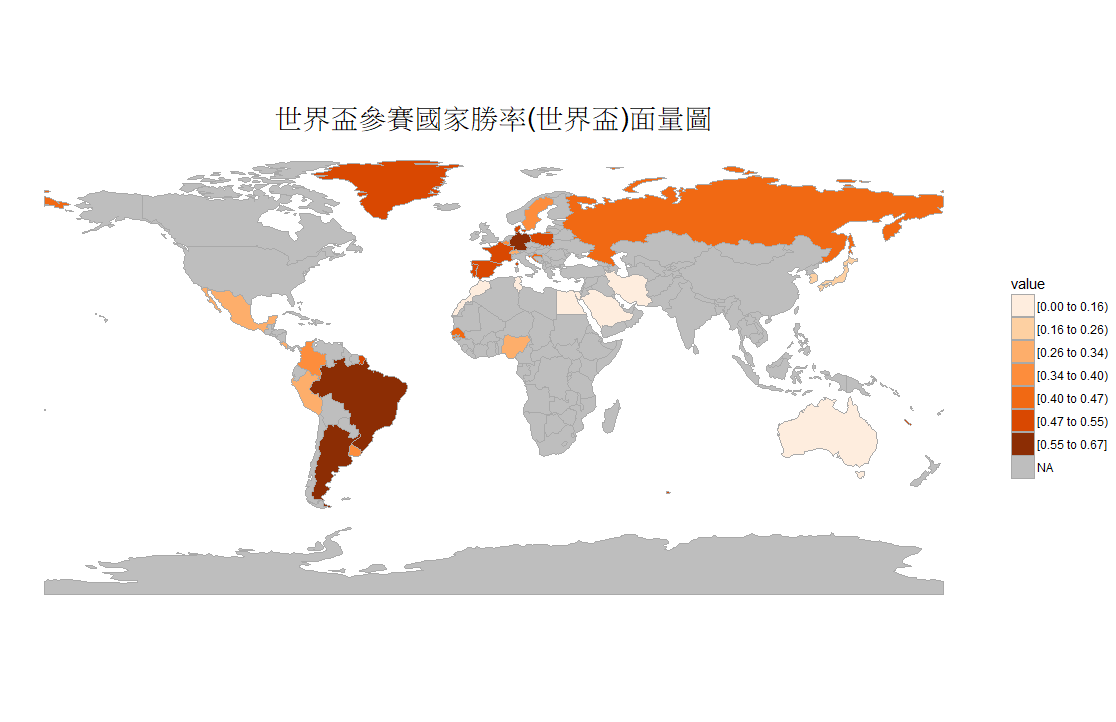 世界盃參賽國家勝率(世界盃)面量圖
value
[0.00 to 0.16)
[0.16 to 0.26)
[0.26 to 0.34)
[0.34 to 0.40)
[0.40 to 0.47)
[0.47 to 0.55)
[0.55 to 0.67]
NA